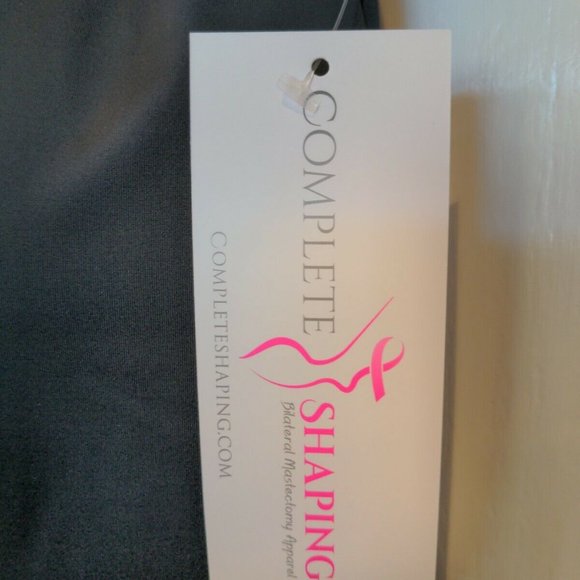 COMPLETE
SHAPING
Bilateral Mastectomy Apparel
COMPLETESHAPING.COM